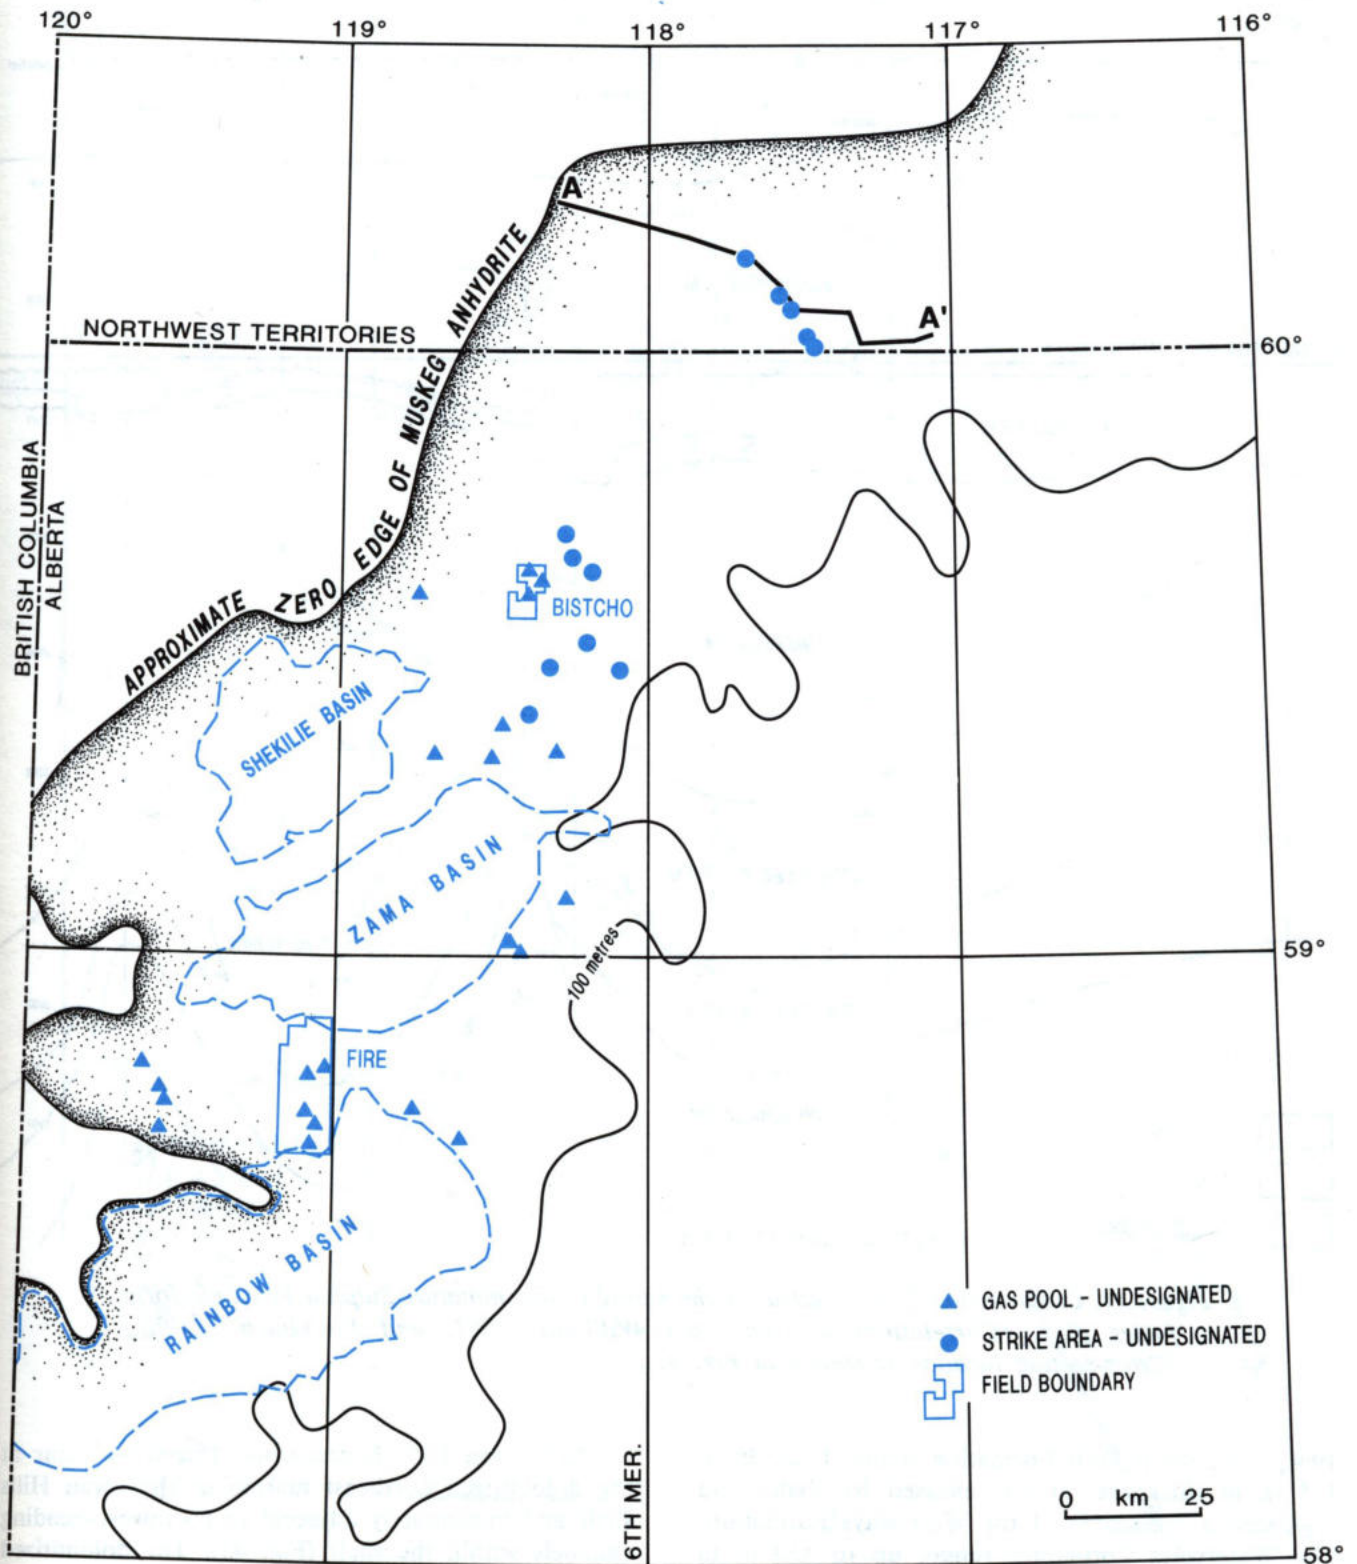 120°
119°
118°
117°
116°
A
A'
NORTHWEST TERRITORIES
60°
APPROXIMATE ZERO EDGE OF MUSKEG ANHYDRITE
BRITISH COLUMBIA
ALBERTA
BISTCHO
SHEKILIE BASIN
ZAMA BASIN
59°
100 metres
FIRE
RAINBOW BASIN
GAS POOL - UNDESIGNATED
STRIKE AREA - UNDESIGNATED
FIELD BOUNDARY
0 km 25
6TH MER.
58°